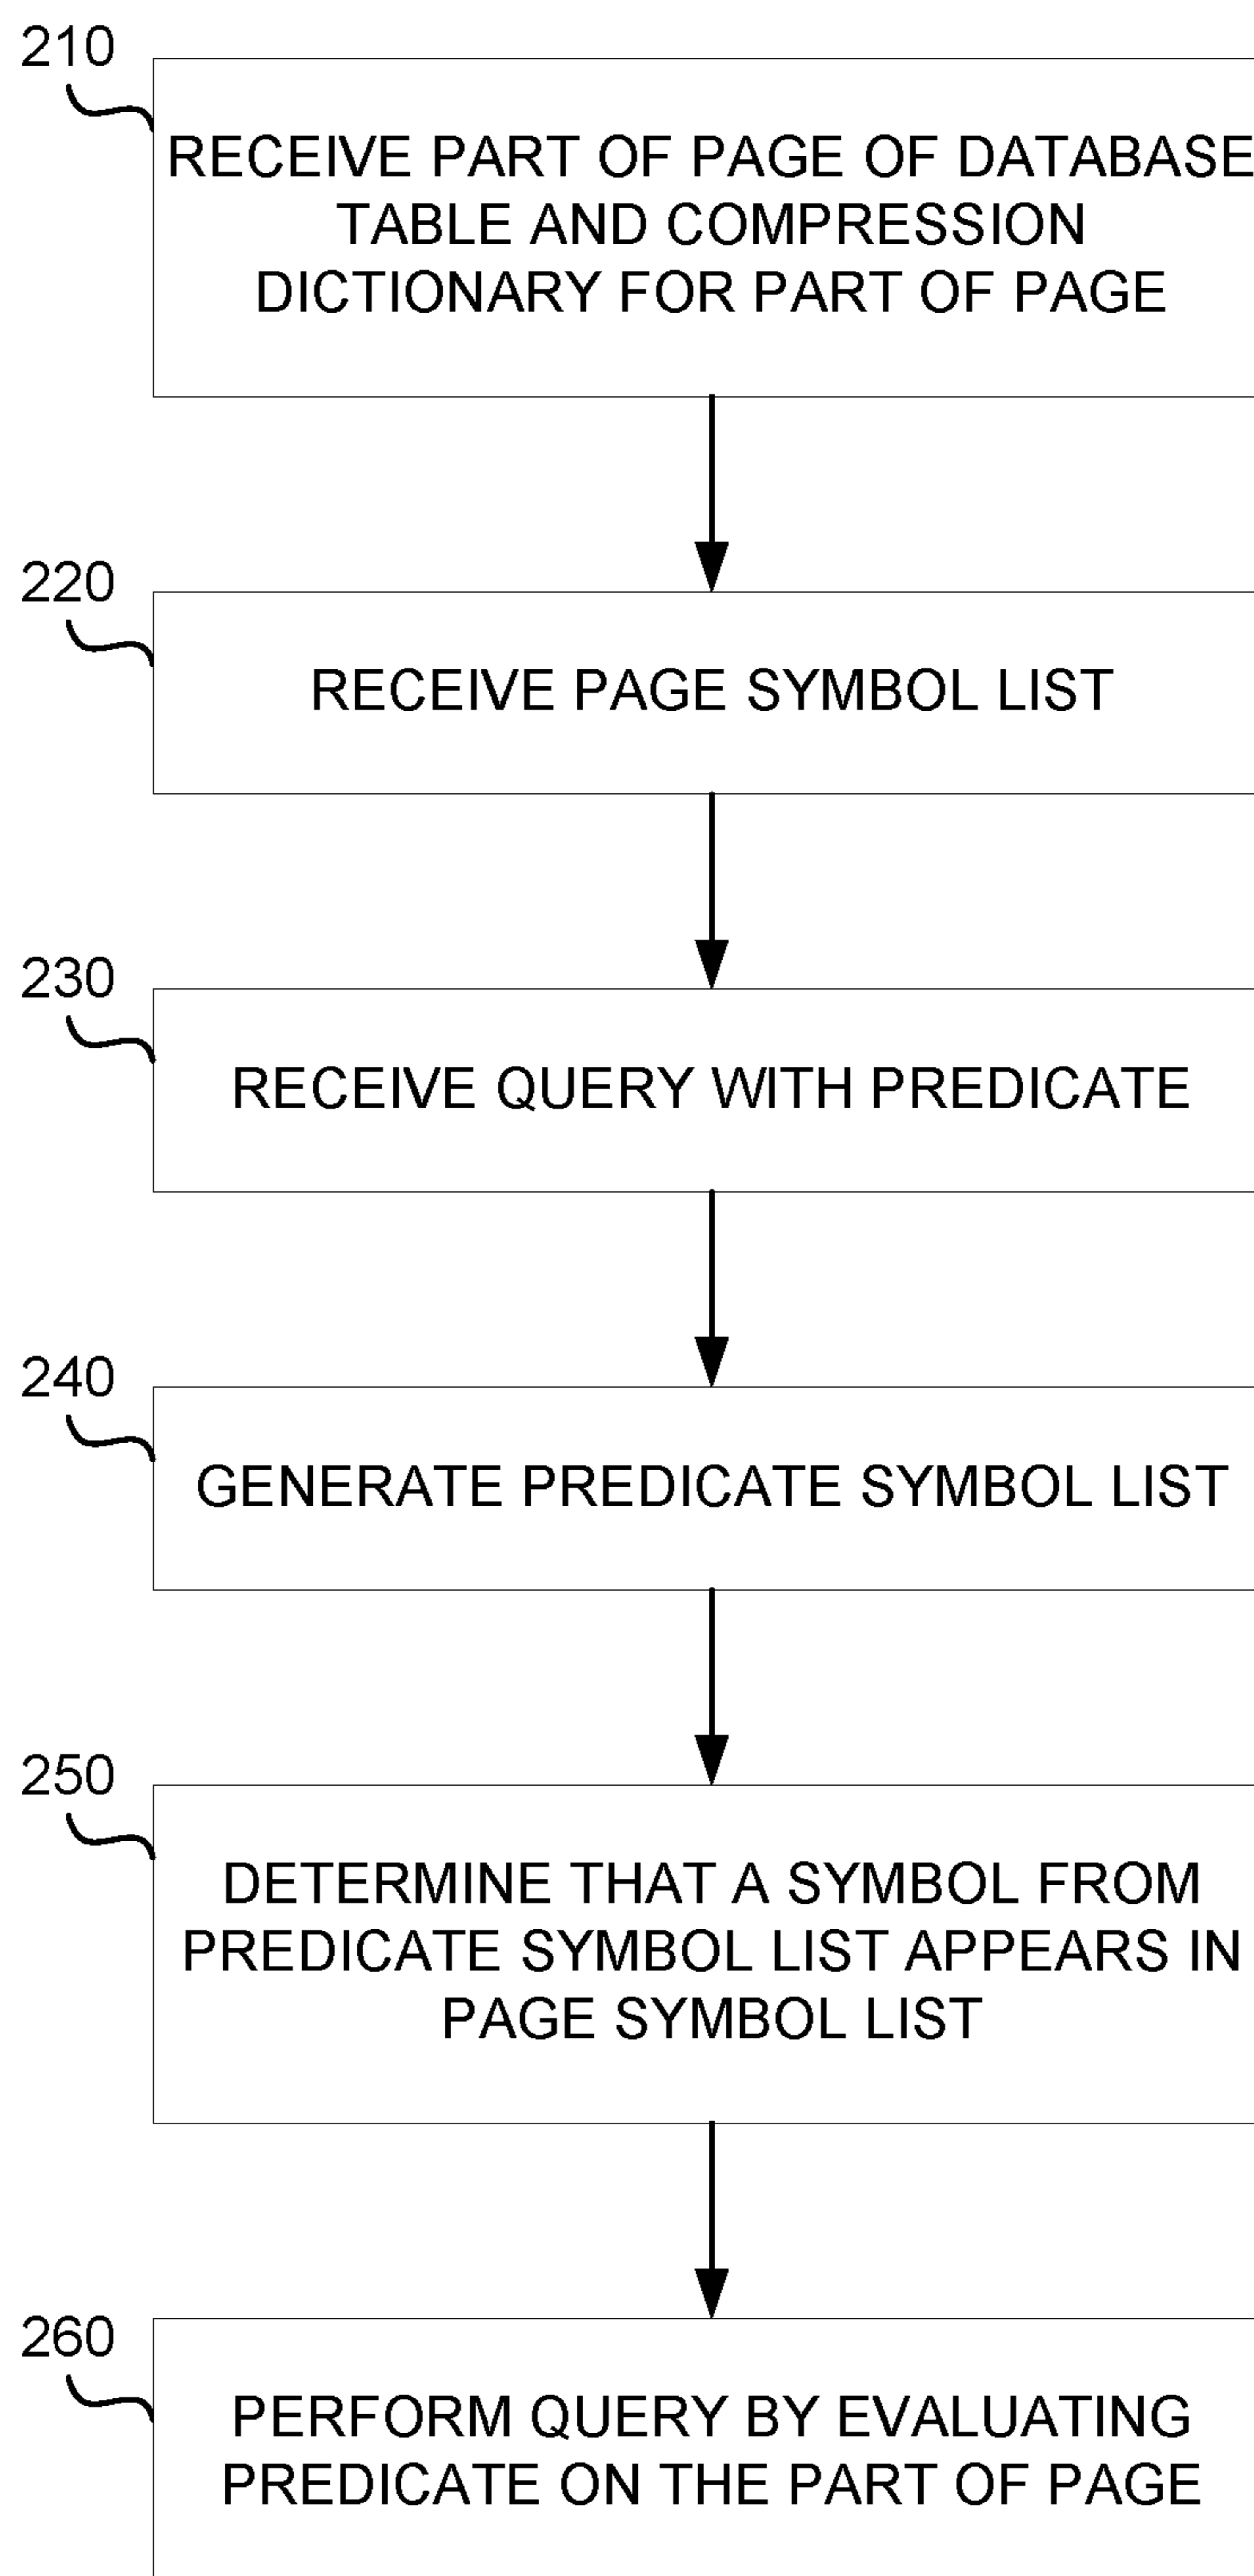 210
RECEIVE PART OF PAGE OF DATABASE
TABLE AND COMPRESSION
DICTIONARY FOR PART OF PAGE
220
RECEIVE PAGE SYMBOL LIST
230
RECEIVE QUERY WITH PREDICATE
240
GENERATE PREDICATE SYMBOL LIST
250
DETERMINE THAT A SYMBOL FROM
PREDICATE SYMBOL LIST APPEARS IN
PAGE SYMBOL LIST
260
PERFORM QUERY BY EVALUATING
PREDICATE ON THE PART OF PAGE